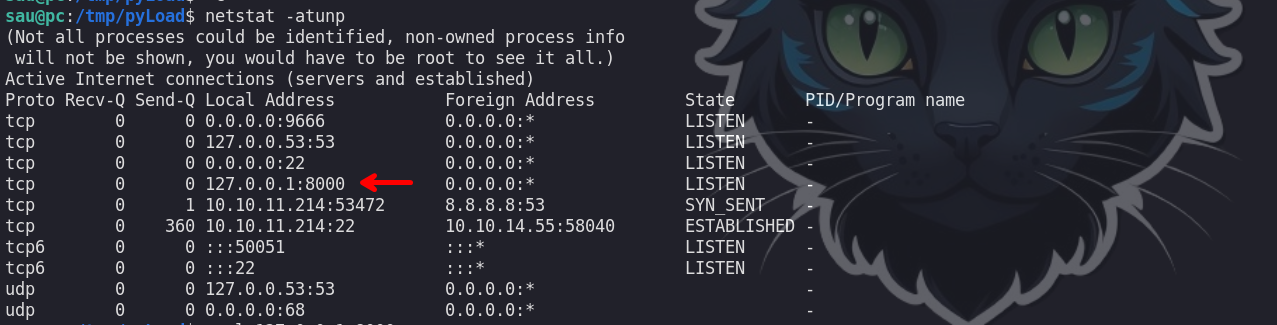 sau@pc:/tmp/pyLoad$ netstat -atunp
(Not all processes could be identified, non-owned process info
 will not be shown, you would have to be root to see it all.)
Active Internet connections (servers and established)
Proto Recv-Q Send-Q Local Address           Foreign Address         State       PID/Program name
tcp        0      0 0.0.0.0:9666            0.0.0.0:*               LISTEN      -
tcp        0      0 127.0.0.53:53           0.0.0.0:*               LISTEN      -
tcp        0      0 0.0.0.0:22              0.0.0.0:*               LISTEN      -
tcp        0      0 127.0.0.1:8000          0.0.0.0:*               LISTEN      -
tcp        0      1 10.10.11.214:53472      8.8.8.8:53              SYN_SENT    -
tcp        0    360 10.10.11.214:22         10.10.14.55:58040       ESTABLISHED -
tcp6       0      0 :::50051                :::*                    LISTEN      -
tcp6       0      0 :::22                   :::*                    LISTEN      -
udp        0      0 127.0.0.53:53           0.0.0.0:*                           -
udp        0      0 0.0.0.0:68              0.0.0.0:*                           -